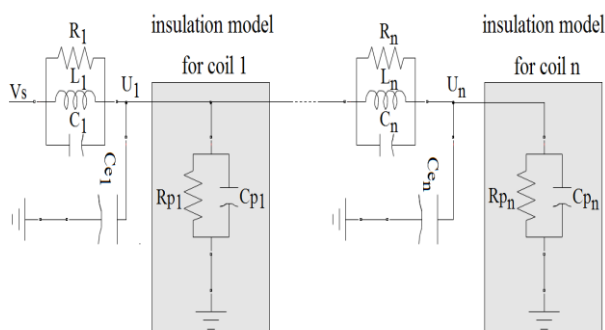 insulation model
for coil 1
insulation model
for coil n
R1
L1
C1
Vs
U1
Ce1
Rp1
Cp1
Rn
Ln
Cn
Un
Cen
Rpn
Cpn